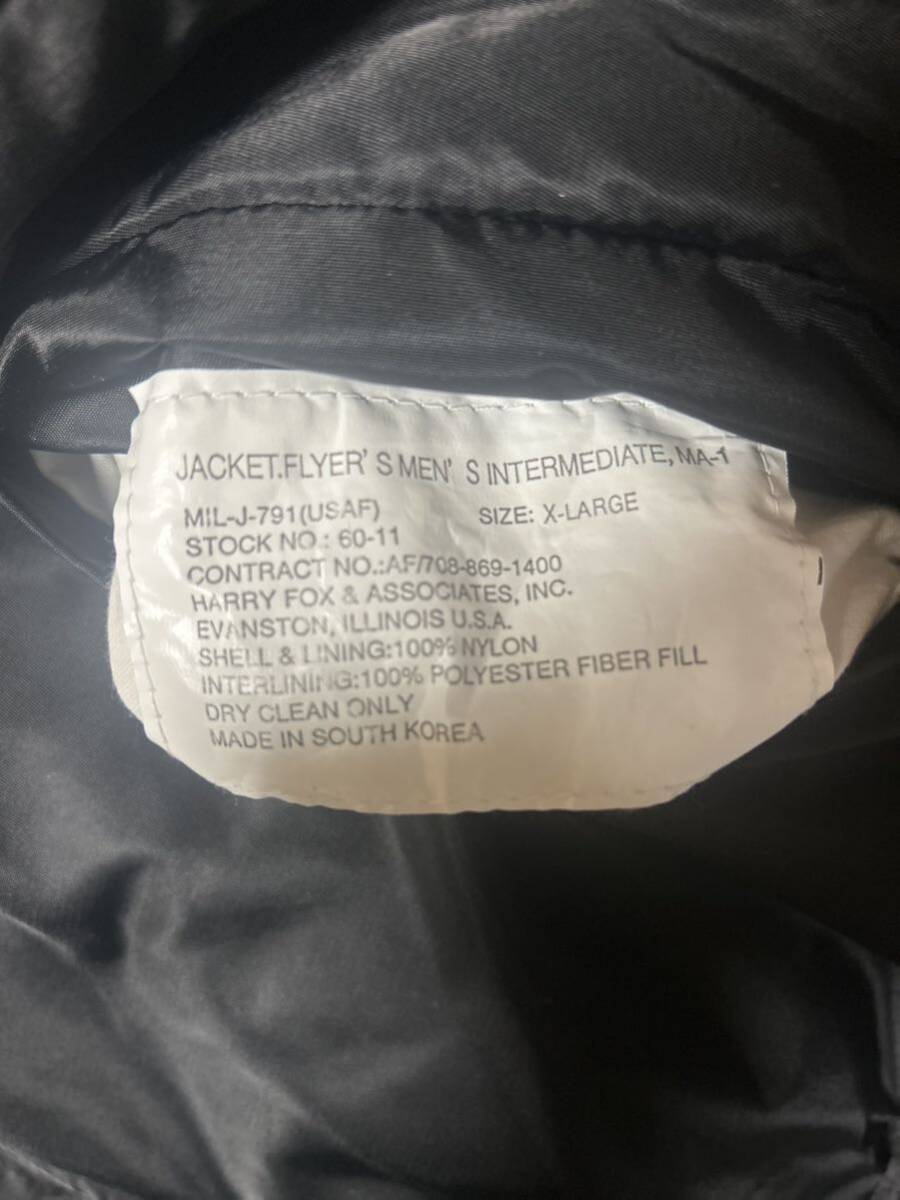 JACKET.FLYER'S MEN'S INTERMEDIATE, MA-1
MIL-J-791(USAF) SIZE: X-LARGE
STOCK NO.: 60-11
CONTRACT NO.:AF/708-869-1400
HARRY FOX & ASSOCIATES, INC.
EVANSTON, ILLINOIS U.S.A.
SHELL & LINING:100% NYLON
INTERLINING:100% POLYESTER FIBER FILL
DRY CLEAN ONLY
MADE IN SOUTH KOREA